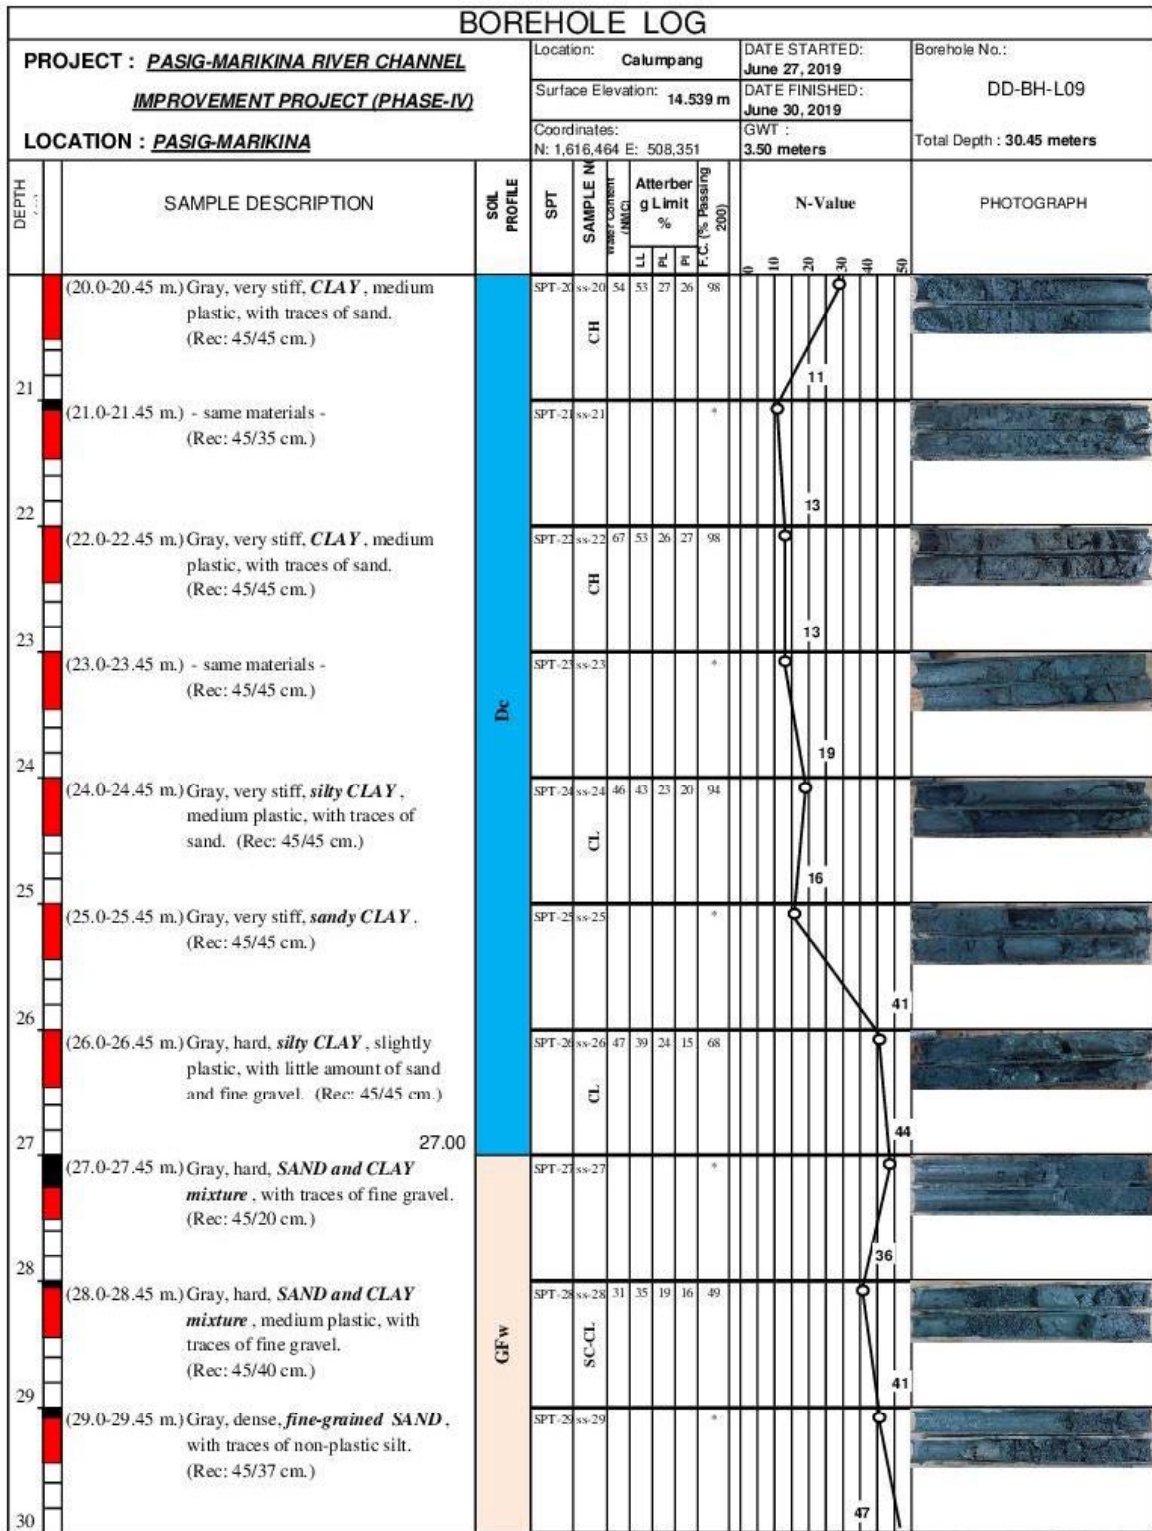 BOREHOLE LOG
PROJECT : PASIG-MARIKINA RIVER CHANNEL
IMPROVEMENT PROJECT (PHASE-IV)
LOCATION : PASIG-MARIKINA
Location: Calumpang
Surface Elevation: 14.539 m
Coordinates:
N: 1,616,464 E: 508,351
DATE STARTED:
June 27, 2019
DATE FINISHED:
June 30, 2019
GWT :
3.50 meters
Borehole No.:
DD-BH-L09
Total Depth : 30.45 meters
DEPTH
SAMPLE DESCRIPTION
SOIL PROFILE
SPT
SAMPLE NO
Water Content (NMC)
Atterber
g Limit
%
LL PL PI
F.C. (% Passing 200)
N-Value
0 10 20 30 40 50
PHOTOGRAPH
(20.0-20.45 m.) Gray, very stiff, CLAY , medium
plastic, with traces of sand.
(Rec: 45/45 cm.)
SPT-20 ss-20 54 53 27 26 98
CH
11
21
(21.0-21.45 m.) - same materials -
(Rec: 45/35 cm.)
SPT-21 ss-21 *
13
22
(22.0-22.45 m.) Gray, very stiff, CLAY , medium
plastic, with traces of sand.
(Rec: 45/45 cm.)
SPT-22 ss-22 67 53 26 27 98
CH
13
23
(23.0-23.45 m.) - same materials -
(Rec: 45/45 cm.)
SPT-23 ss-23 *
Dc
19
24
(24.0-24.45 m.) Gray, very stiff, silty CLAY ,
medium plastic, with traces of
sand. (Rec: 45/45 cm.)
SPT-24 ss-24 46 43 23 20 94
CL
16
25
(25.0-25.45 m.) Gray, very stiff, sandy CLAY .
(Rec: 45/45 cm.)
SPT-25 ss-25 *
41
26
(26.0-26.45 m.) Gray, hard, silty CLAY , slightly
plastic, with little amount of sand
and fine gravel. (Rec: 45/45 cm.)
SPT-26 ss-26 47 39 24 15 68
CL
44
27
27.00
(27.0-27.45 m.) Gray, hard, SAND and CLAY
mixture , with traces of fine gravel.
(Rec: 45/20 cm.)
SPT-27 ss-27 *
36
28
(28.0-28.45 m.) Gray, hard, SAND and CLAY
mixture , medium plastic, with
traces of fine gravel.
(Rec: 45/40 cm.)
GFw
SPT-28 ss-28 31 35 19 16 49
SC-CL
41
29
(29.0-29.45 m.) Gray, dense, fine-grained SAND ,
with traces of non-plastic silt.
(Rec: 45/37 cm.)
SPT-29 ss-29 *
47
30